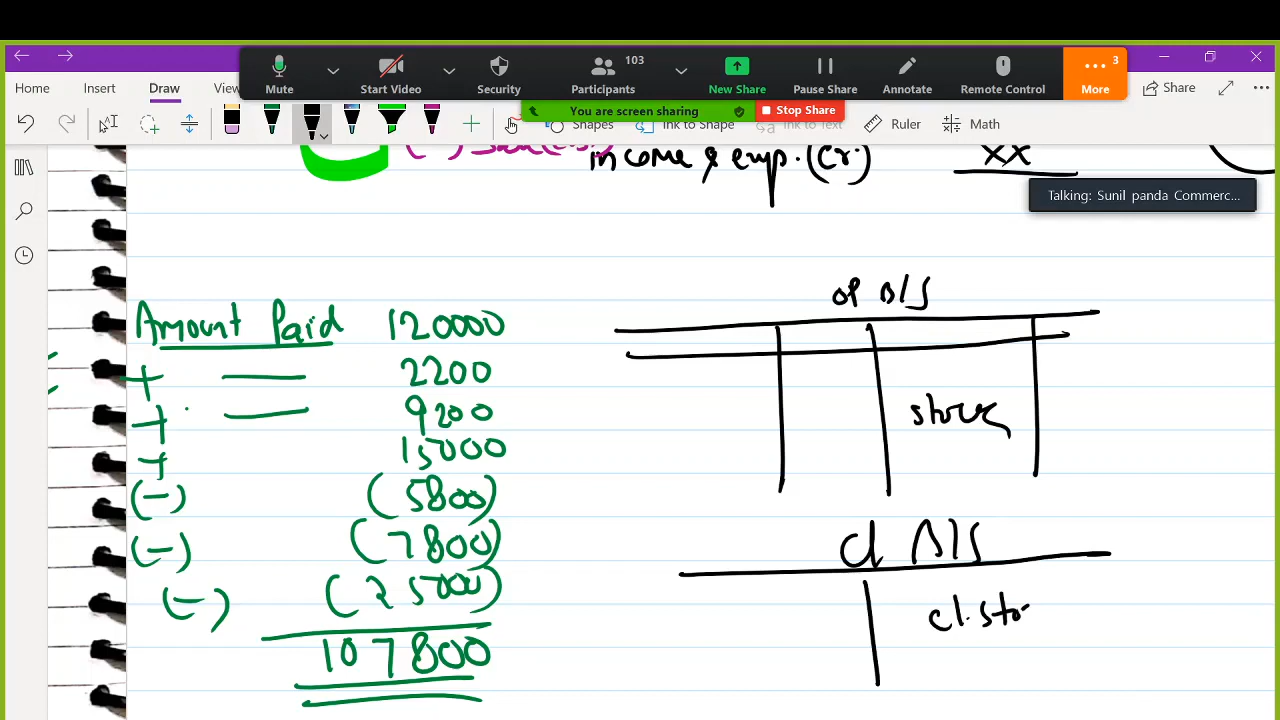 Mute
Start Video
Security
Participants
103
New Share
Pause Share
Annotate
Remote Control
More
3
You are screen sharing
Stop Share
Home
Insert
Draw
View
Share
Shapes
Ink to Shape
Ink to Text
Ruler
Math
income & exp. (Cr.) XX
Talking: Sunil panda Commerc...
Amount Paid 120000
+ 2200
+ 9200
+ 15000
(-) (5800)
(-) (7800)
(-) (25000)
107800
OP B/S
stock
cl B/S
cl. sto